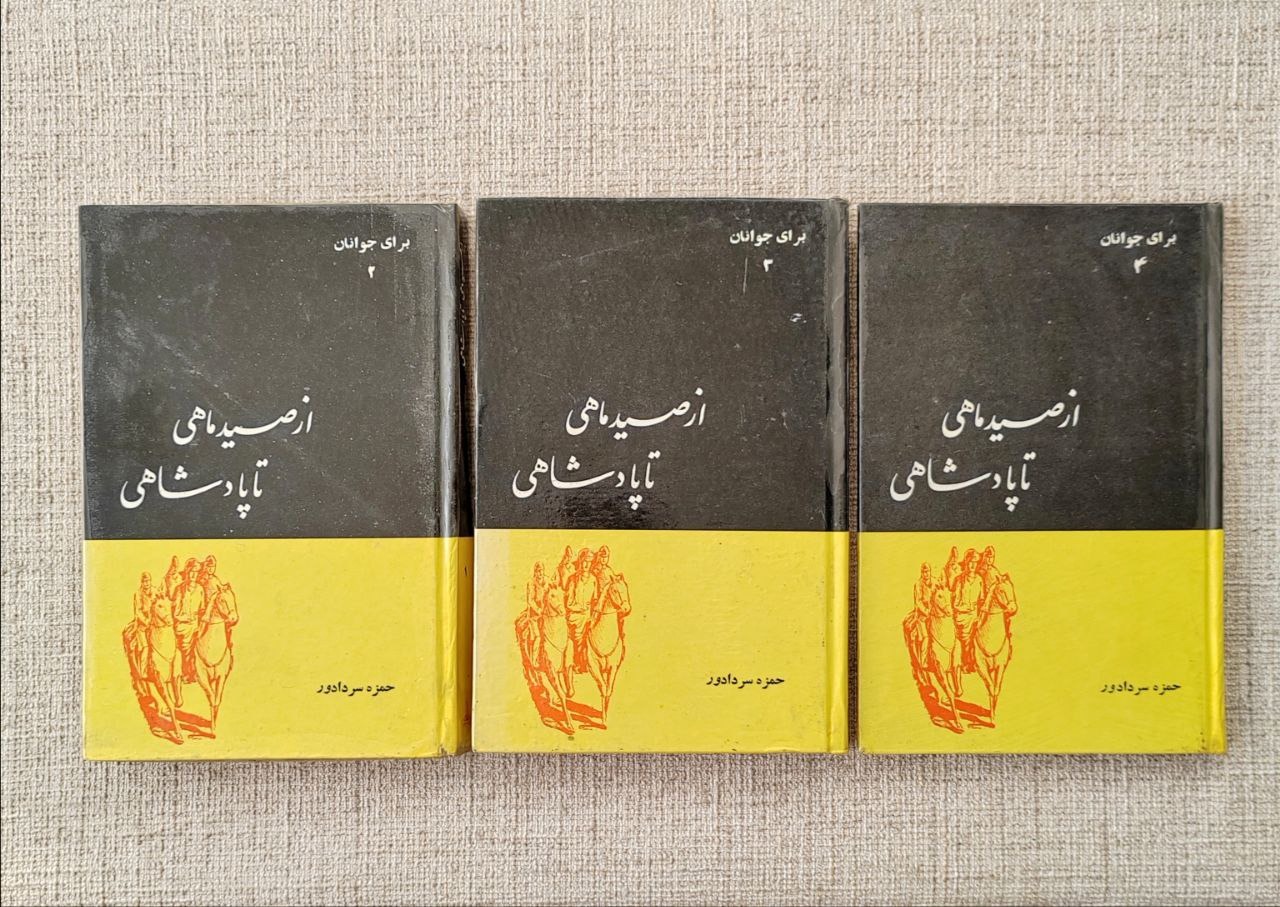 برای جوانان
۲
از صید ماهی
تا پادشاهی
حمزه سردادور
برای جوانان
۳
از صید ماهی
تا پادشاهی
حمزه سردادور
برای جوانان
۴
از صید ماهی
تا پادشاهی
حمزه سردادور